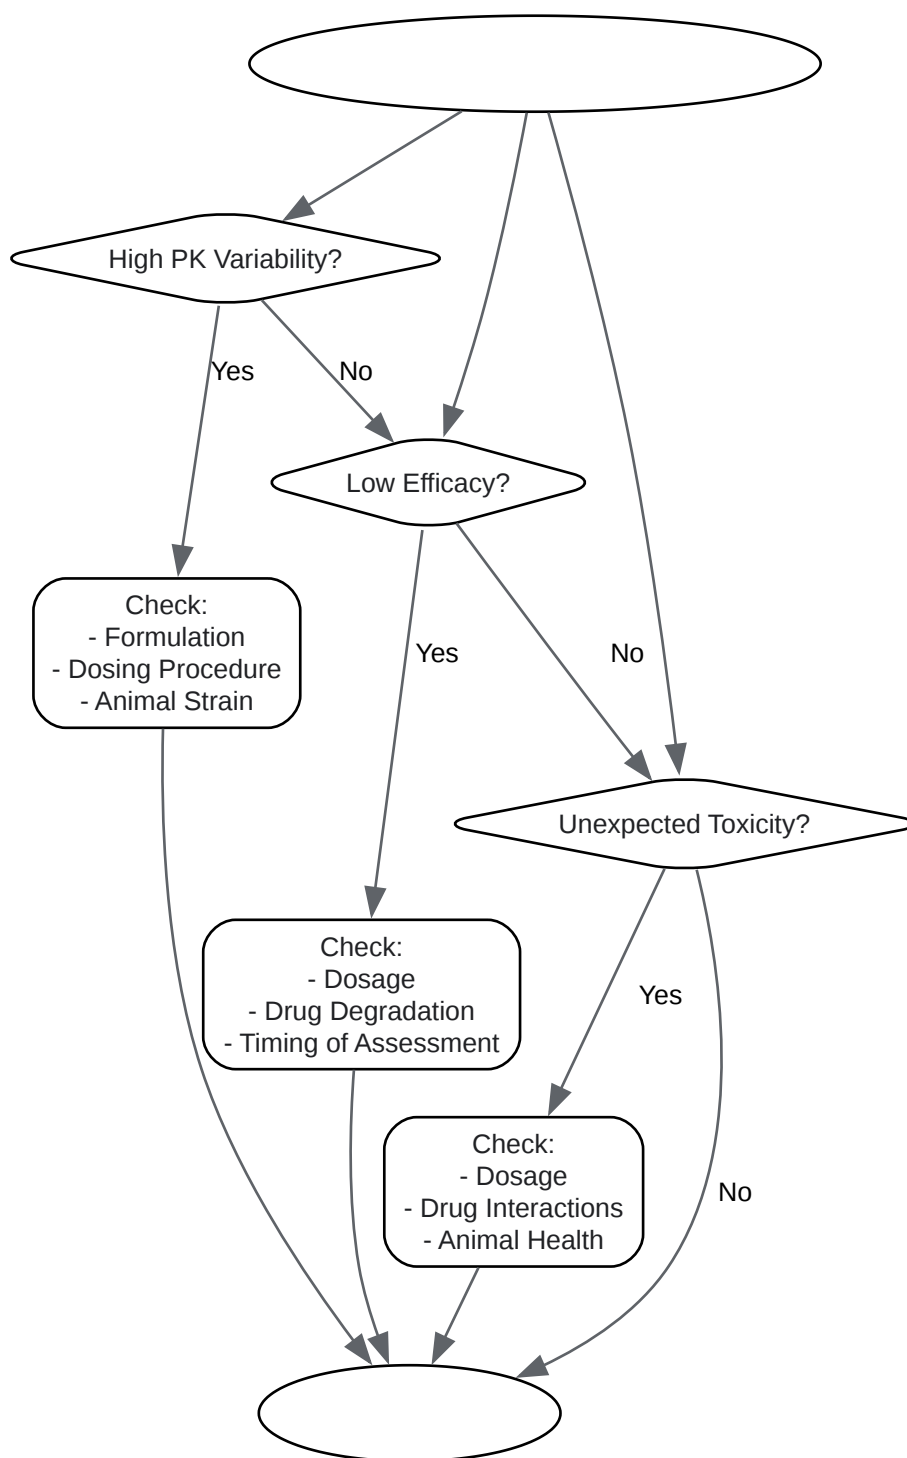 High PK Variability?
Yes
No
Low Efficacy?
Check:
- Formulation
- Dosing Procedure
- Animal Strain
Yes
No
Unexpected Toxicity?
Check:
- Dosage
- Drug Degradation
- Timing of Assessment
Yes
Check:
- Dosage
- Drug Interactions
- Animal Health
No